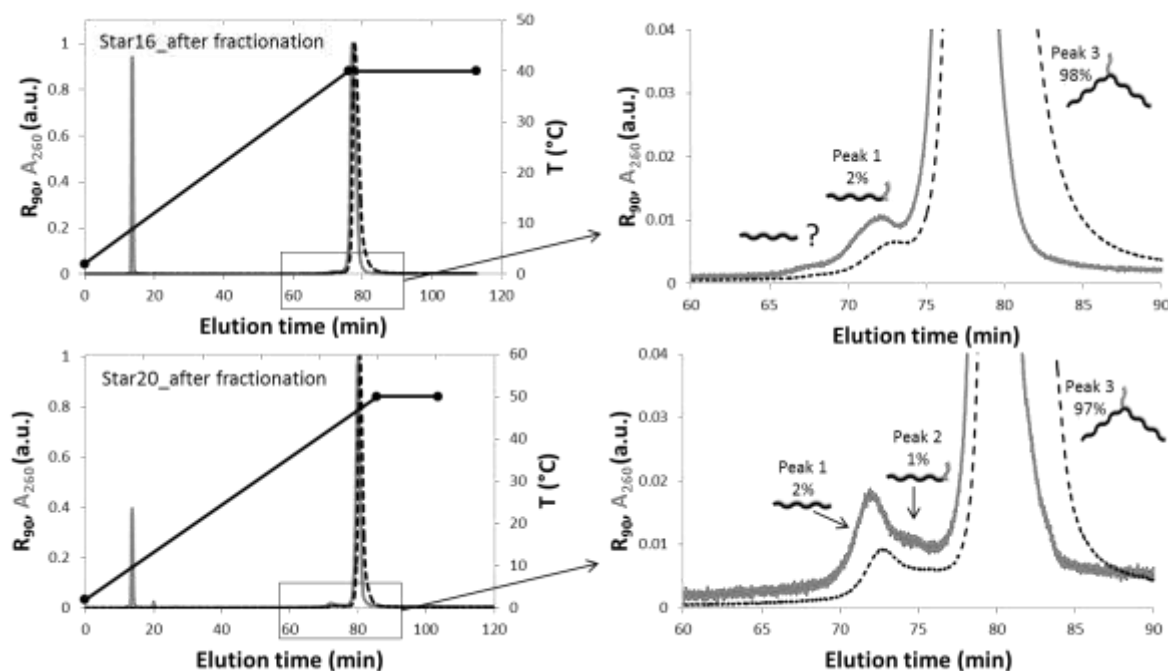 Star16_after fractionation
R90, A260 (a.u.)
1
0.8
0.6
0.4
0.2
0
50
40
30
20
10
0
T (°C)
0 20 40 60 80 100 120
Elution time (min)
R90, A260 (a.u.)
0.04
0.03
0.02
0.01
0
Peak 3
98%
Peak 1
2%
?
60 65 70 75 80 85 90
Elution time (min)
Star20_after fractionation
R90, A260 (a.u.)
1
0.8
0.6
0.4
0.2
0
60
50
40
30
20
10
0
T (°C)
0 20 40 60 80 100 120
Elution time (min)
R90, A260 (a.u.)
0.04
0.03
0.02
0.01
0
Peak 3
97%
Peak 2
1%
Peak 1
2%
60 65 70 75 80 85 90
Elution time (min)